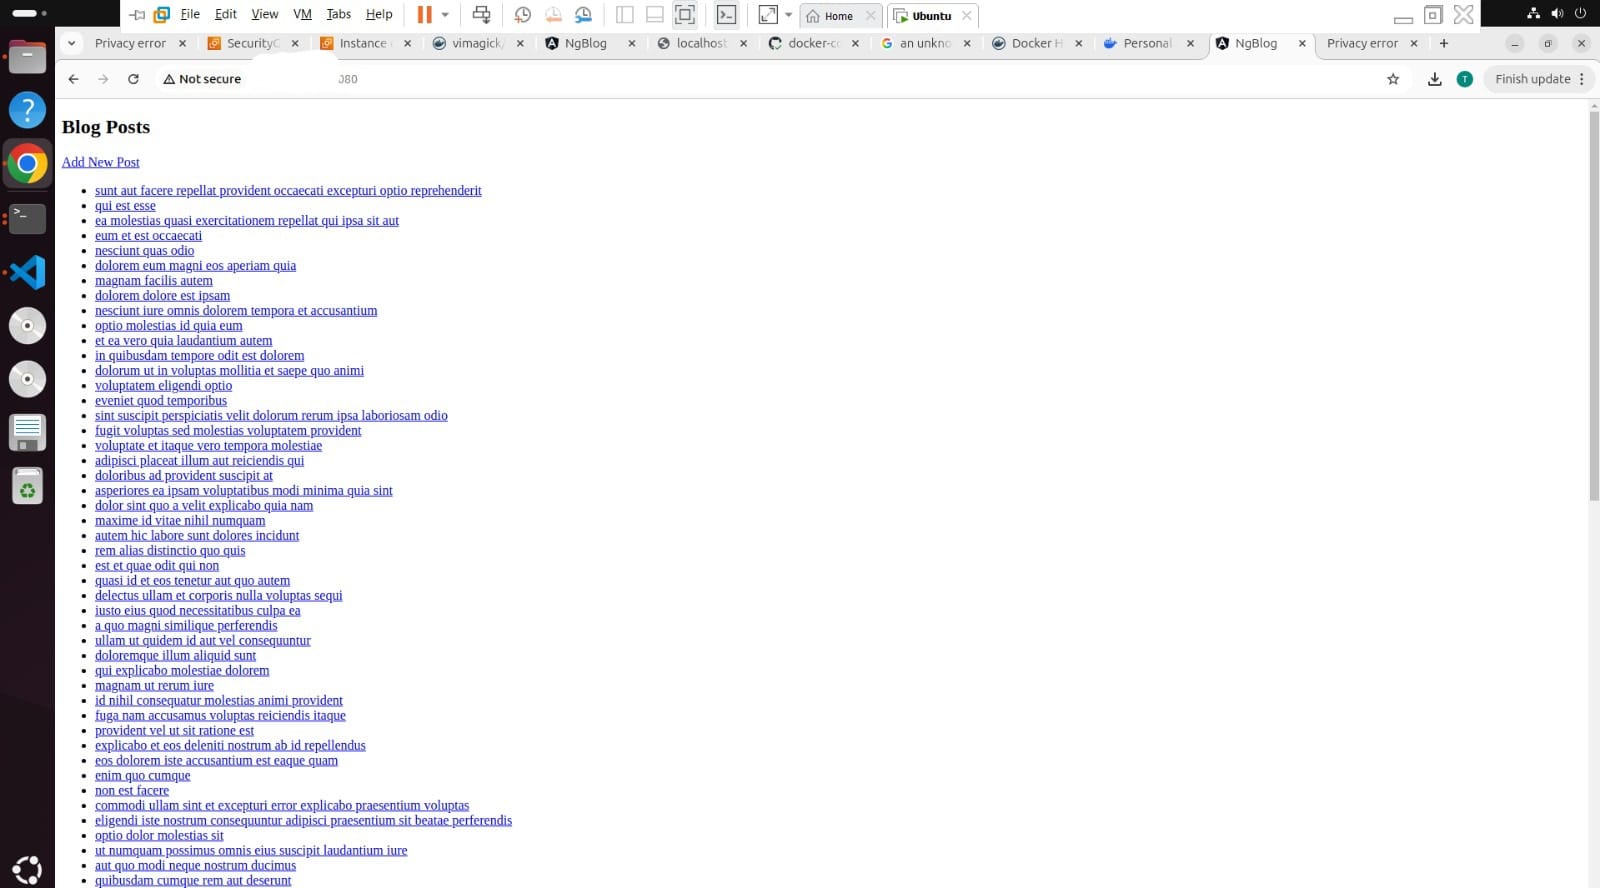 File Edit View VM Tabs Help Home Ubuntu
Privacy error SecurityG Instance vimagick/ NgBlog localhost docker-co an unkno Docker H Personal NgBlog Privacy error
Not secure 080 T Finish update
Blog Posts
Add New Post
sunt aut facere repellat provident occaecati excepturi optio reprehenderit
qui est esse
ea molestias quasi exercitationem repellat qui ipsa sit aut
eum et est occaecati
nesciunt quas odio
dolorem eum magni eos aperiam quia
magnam facilis autem
dolorem dolore est ipsam
nesciunt iure omnis dolorem tempora et accusantium
optio molestias id quia eum
et ea vero quia laudantium autem
in quibusdam tempore odit est dolorem
dolorum ut in voluptas mollitia et saepe quo animi
voluptatem eligendi optio
eveniet quod temporibus
sint suscipit perspiciatis velit dolorum rerum ipsa laboriosam odio
fugit voluptas sed molestias voluptatem provident
voluptate et itaque vero tempora molestiae
adipisci placeat illum aut reiciendis qui
doloribus ad provident suscipit at
asperiores ea ipsam voluptatibus modi minima quia sint
dolor sint quo a velit explicabo quia nam
maxime id vitae nihil numquam
autem hic labore sunt dolores incidunt
rem alias distinctio quo quis
est et quae odit qui non
quasi id et eos tenetur aut quo autem
delectus ullam et corporis nulla voluptas sequi
iusto eius quod necessitatibus culpa ea
a quo magni similique perferendis
ullam ut quidem id aut vel consequuntur
doloremque illum aliquid sunt
qui explicabo molestiae dolorem
magnam ut rerum iure
id nihil consequatur molestias animi provident
fuga nam accusamus voluptas reiciendis itaque
provident vel ut sit ratione est
explicabo et eos deleniti nostrum ab id repellendus
eos dolorem iste accusantium est eaque quam
enim quo cumque
non est facere
commodi ullam sint et excepturi error explicabo praesentium voluptas
eligendi iste nostrum consequuntur adipisci praesentium sit beatae perferendis
optio dolor molestias sit
ut numquam possimus omnis eius suscipit laudantium iure
aut quo modi neque nostrum ducimus
quibusdam cumque rem aut deserunt